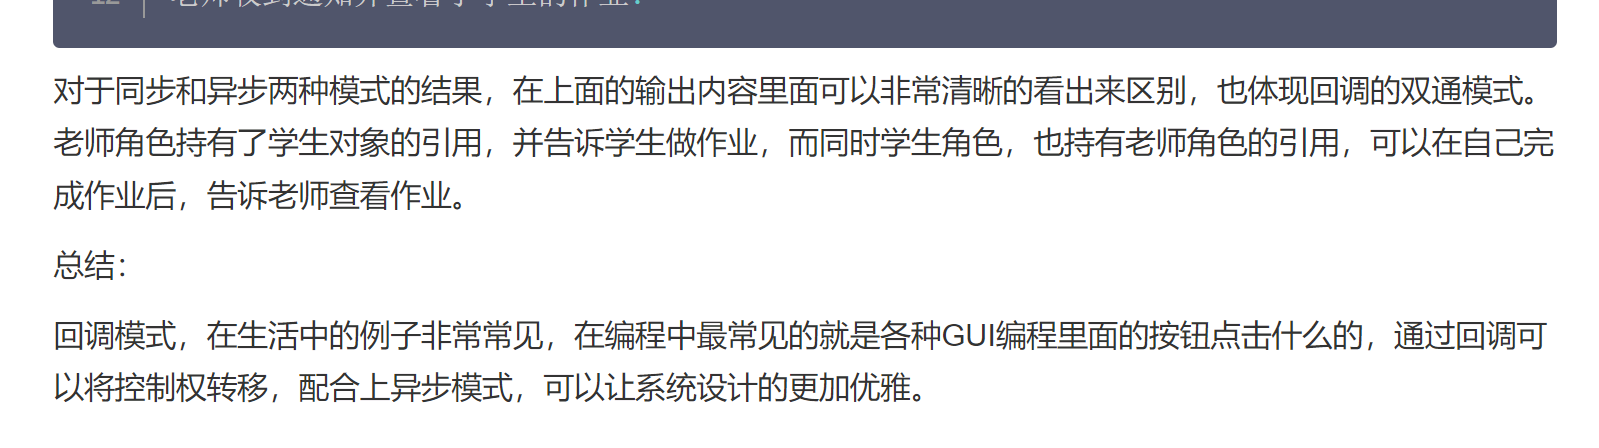 对于同步和异步两种模式的结果，在上面的输出内容里面可以非常清晰的看出来区别，也体现回调的双通模式。
老师角色持有了学生对象的引用，并告诉学生做作业，而同时学生角色，也持有老师角色的引用，可以在自己完
成作业后，告诉老师查看作业。
总结：
回调模式，在生活中的例子非常常见，在编程中最常见的就是各种GUI编程里面的按钮点击什么的，通过回调可
以将控制权转移，配合上异步模式，可以让系统设计的更加优雅。